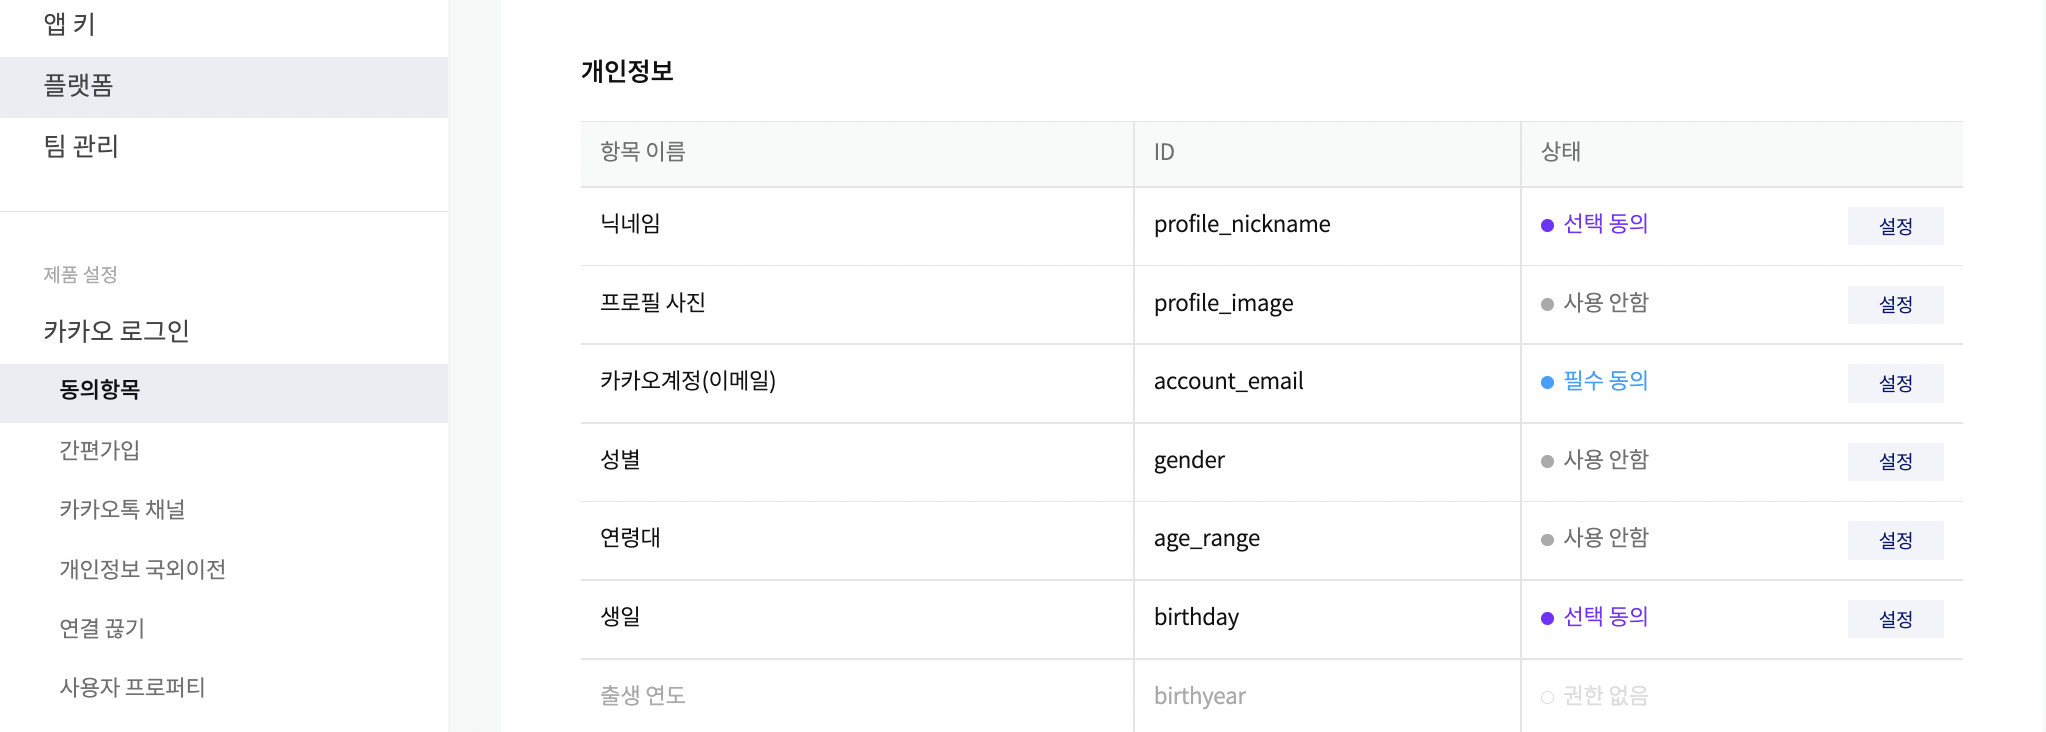 앱 키
플랫폼
팀 관리
제품 설정
카카오 로그인
동의항목
간편가입
카카오톡 채널
개인정보 국외이전
연결 끊기
사용자 프로퍼티
개인정보
항목 이름 ID 상태
닉네임 profile_nickname 선택 동의 설정
프로필 사진 profile_image 사용 안함 설정
카카오계정(이메일) account_email 필수 동의 설정
성별 gender 사용 안함 설정
연령대 age_range 사용 안함 설정
생일 birthday 선택 동의 설정
출생 연도 birthyear 권한 없음